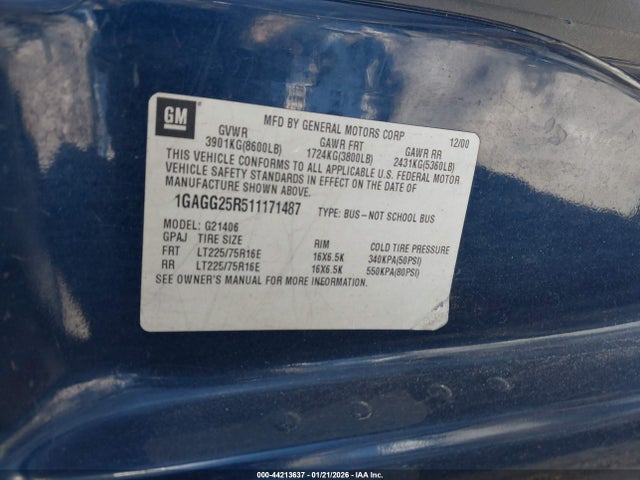 GM
MFD BY GENERAL MOTORS CORP 12/00
GVWR GAWR FRT GAWR RR
3901KG(8600LB) 1724KG(3800LB) 2431KG(5360LB)
THIS VEHICLE CONFORMS TO ALL APPLICABLE U.S. FEDERAL MOTOR
VEHICLE SAFETY STANDARDS IN EFFECT ON THE DATE OF
MANUFACTURE SHOWN ABOVE.
1GAGG25R511171487 TYPE: BUS-NOT SCHOOL BUS
MODEL: G21406
GPAJ TIRE SIZE RIM COLD TIRE PRESSURE
FRT LT225/75R16E 16X6.5K 340KPA(50PSI)
RR LT225/75R16E 16X6.5K 550KPA(80PSI)
SEE OWNER'S MANUAL FOR MORE INFORMATION.
000-44213637 - 01/21/2026 - IAA Inc.